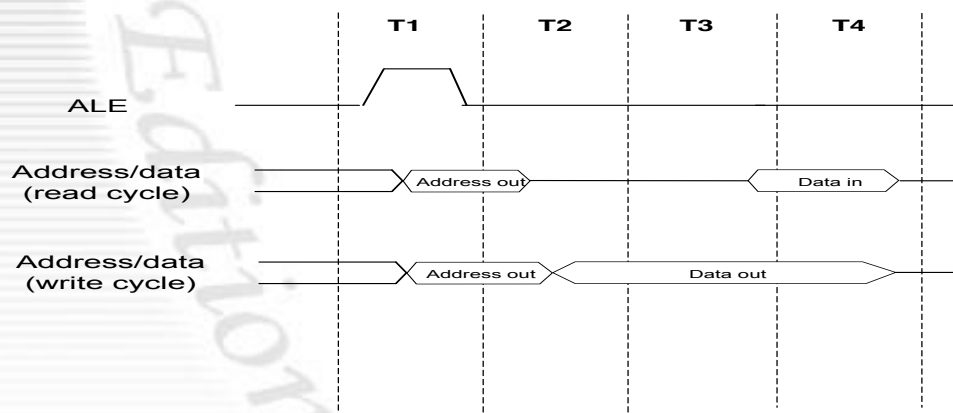 T1 T2 T3 T4
ALE
Address/data
(read cycle)
Address out
Data in
Address/data
(write cycle)
Address out
Data out
Edition